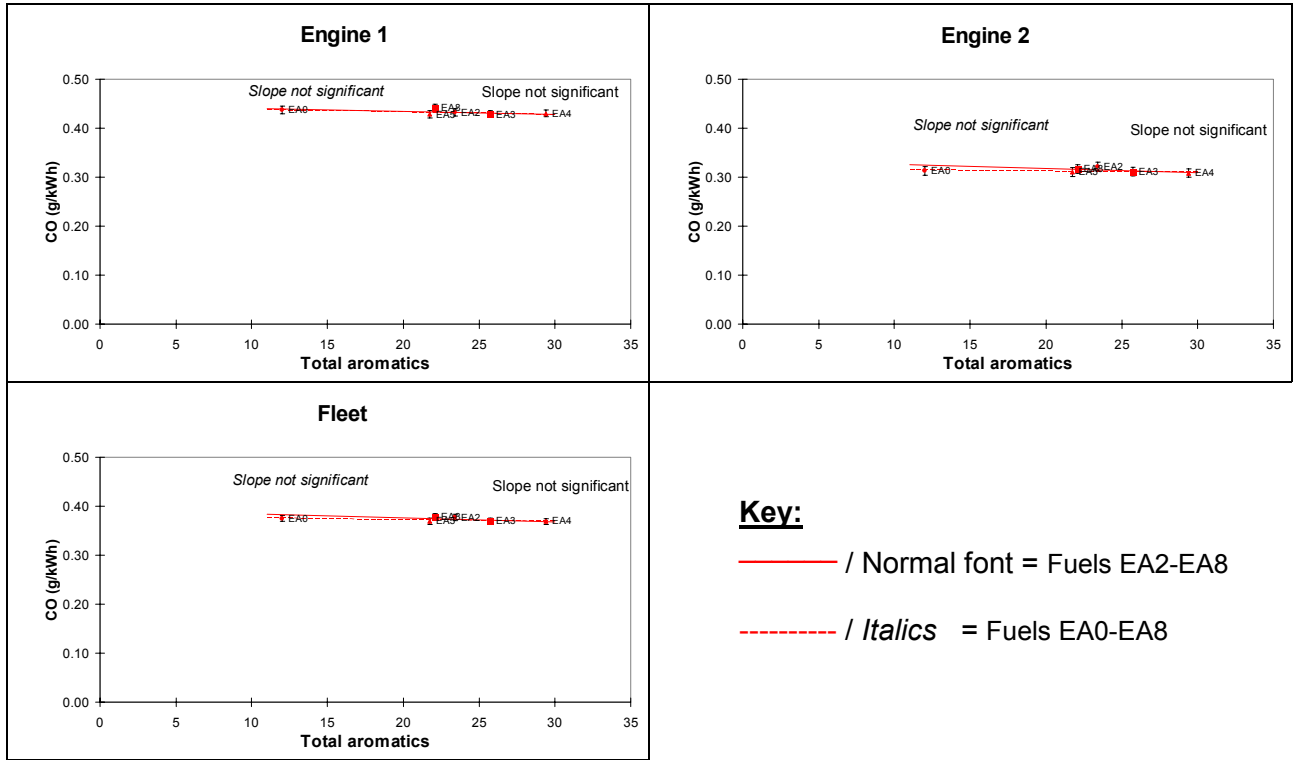 Engine 1
Slope not significant
Slope not significant
0.50
0.40
0.30
0.20
0.10
0.00
CO (g/kWh)
EA0
EA8
EA5
EA2
EA3
EA4
0 5 10 15 20 25 30 35
Total aromatics
Engine 2
Slope not significant
Slope not significant
0.50
0.40
0.30
0.20
0.10
0.00
CO (g/kWh)
EA0
EA8
EA5
EA2
EA3
EA4
0 5 10 15 20 25 30 35
Total aromatics
Fleet
Slope not significant
Slope not significant
0.50
0.40
0.30
0.20
0.10
0.00
CO (g/kWh)
EA0
EA8
EA5
EA2
EA3
EA4
0 5 10 15 20 25 30 35
Total aromatics
Key:
/ Normal font = Fuels EA2-EA8
/ Italics = Fuels EA0-EA8